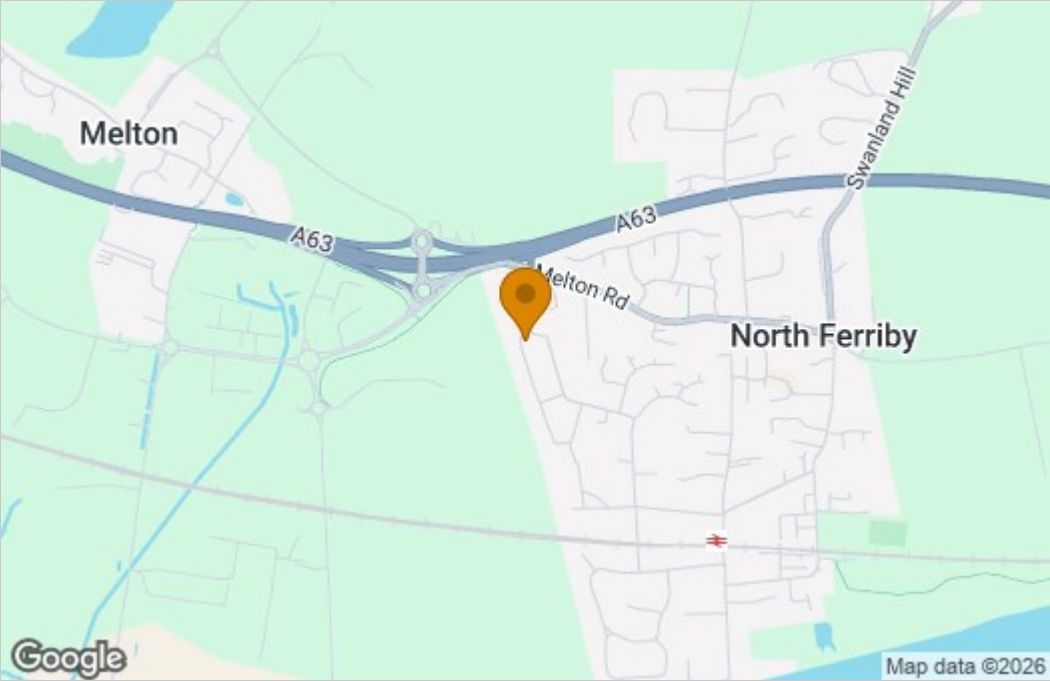 Swanland Hill
Melton
A63
A63
Melton Rd
North Ferriby
Google
Map data ©2026